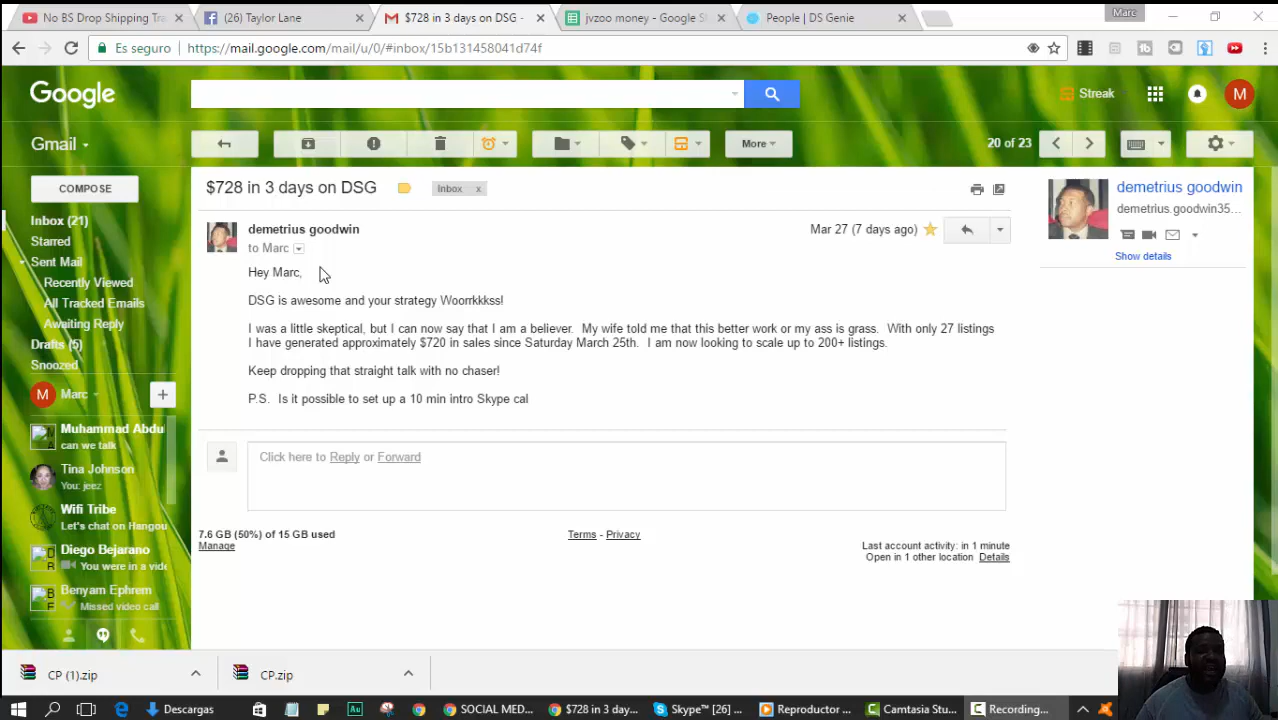 No BS Drop Shipping Tra
(26) Taylor Lane
$728 in 3 days on DSG -
jvzoo money - Google S
People | DS Genie
Marc
Es seguro
https://mail.google.com/mail/u/0/#inbox/15b131458041d74f
Google
Streak
M
Gmail
More
20 of 23
COMPOSE
$728 in 3 days on DSG
Inbox x
demetrius goodwin
demetrius.goodwin35...
Show details
Inbox (21)
Starred
Sent Mail
Recently Viewed
All Tracked Emails
Awaiting Reply
Drafts (5)
Snoozed
demetrius goodwin
Mar 27 (7 days ago)
to Marc
Hey Marc,
DSG is awesome and your strategy Woorrkkkss!
I was a little skeptical, but I can now say that I am a believer. My wife told me that this better work or my ass is grass. With only 27 listings
I have generated approximately $720 in sales since Saturday March 25th. I am now looking to scale up to 200+ listings.
Keep dropping that straight talk with no chaser!
P.S. Is it possible to set up a 10 min intro Skype cal
M Marc
Muhammad Abdu
can we talk
Tina Johnson
You: jeez
Wifi Tribe
Let's chat on Hangou
Diego Bejarano
You were in a vide
Benyam Ephrem
Missed video call
Click here to Reply or Forward
7.6 GB (50%) of 15 GB used
Manage
Terms - Privacy
Last account activity: in 1 minute
Open in 1 other location Details
CP (1).zip
CP.zip
Descargas
SOCIAL MED...
$728 in 3 day...
Skype™ [26] ...
Reproductor ...
Camtasia Stu...
Recording...